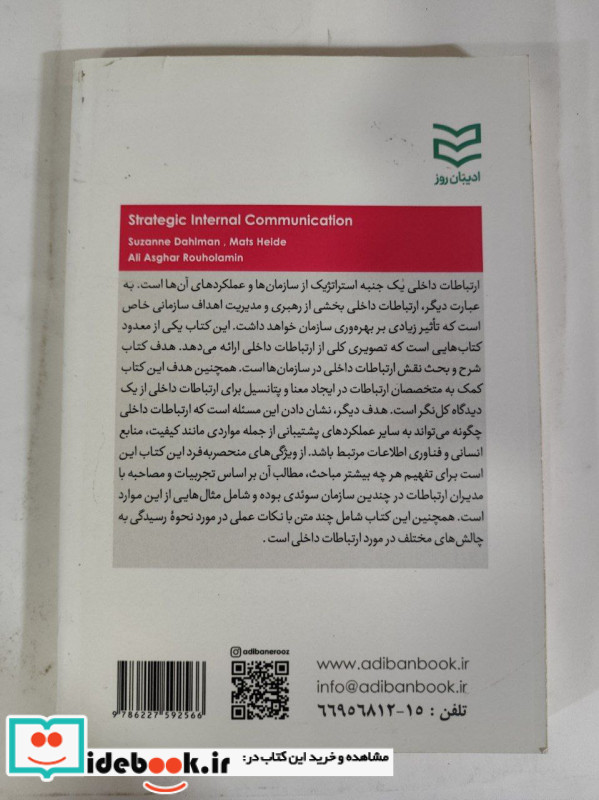 ادیبان روز
Strategic Internal Communication
Suzanne Dahlman , Mats Heide
Ali Asghar Rouholamin
ارتباطات داخلی یک جنبه استراتژیک از سازمان‌ها و عملکردهای آن‌ها است. به
عبارت دیگر، ارتباطات داخلی بخشی از رهبری و مدیریت اهداف سازمانی خاص
است که تأثیر زیادی بر بهره‌وری سازمان خواهد داشت. این کتاب یکی از معدود
کتاب‌هایی است که تصویری کلی از ارتباطات داخلی ارائه می‌دهد. هدف کتاب
شرح و بحث نقش ارتباطات داخلی در سازمان‌ها است. همچنین هدف این کتاب
کمک به متخصصان ارتباطات در ایجاد معنا و پتانسیل برای ارتباطات داخلی از یک
دیدگاه کل‌نگر است. هدف دیگر، نشان دادن این مسئله است که ارتباطات داخلی
چگونه می‌تواند به سایر عملکردهای پشتیبانی از جمله مواردی مانند کیفیت، منابع
انسانی و فناوری اطلاعات مرتبط باشد. از ویژگی‌های منحصربه‌فرد این کتاب این
است برای تفهیم هر چه بیشتر مباحث، مطالب آن بر اساس تجربیات و مصاحبه با
مدیران ارتباطات در چندین سازمان سوئدی بوده و شامل مثال‌هایی از این موارد
است. همچنین این کتاب شامل چند متن با نکات عملی در مورد نحوهٔ رسیدگی به
چالش‌های مختلف در مورد ارتباطات داخلی است.
adibanerooz
www.adibanbook.ir
info@adibanbook.ir
تلفن : ۱۵-۶۶۹۵۶۸۱۲
9 786227 592566
iidebook.ir
مشاهده و خرید این کتاب در: